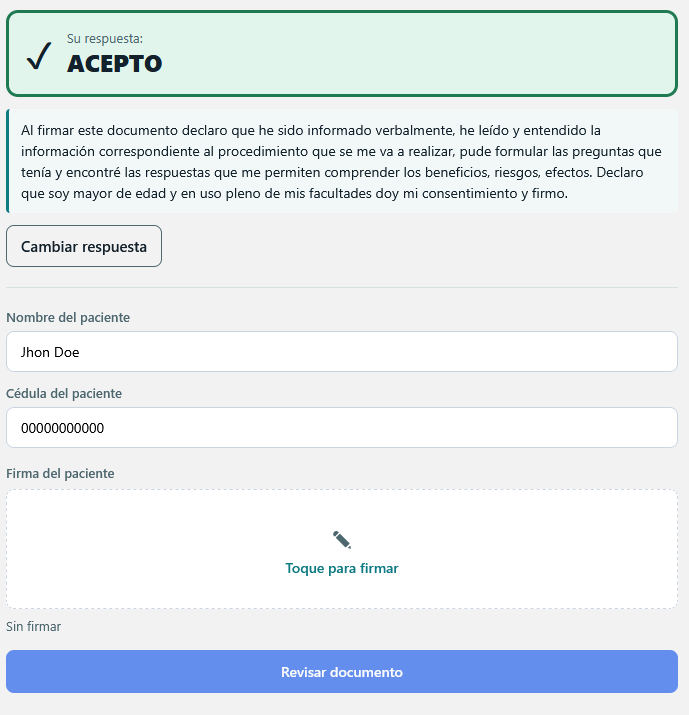 Su respuesta:
ACEPTO
Al firmar este documento declaro que he sido informado verbalmente, he leído y entendido la
información correspondiente al procedimiento que se me va a realizar, pude formular las preguntas que
tenía y encontré las respuestas que me permiten comprender los beneficios, riesgos, efectos. Declaro
que soy mayor de edad y en uso pleno de mis facultades doy mi consentimiento y firmo.
Cambiar respuesta
Nombre del paciente
Jhon Doe
Cédula del paciente
00000000000
Firma del paciente
Toque para firmar
Sin firmar
Revisar documento